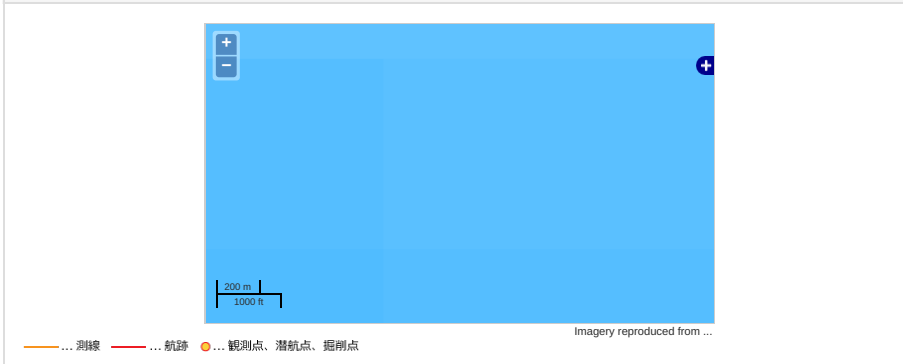 +
−
+
200 m
1000 ft
Imagery reproduced from ...
... 測線 ... 航跡 ... 観測点、潜航点、掘削点